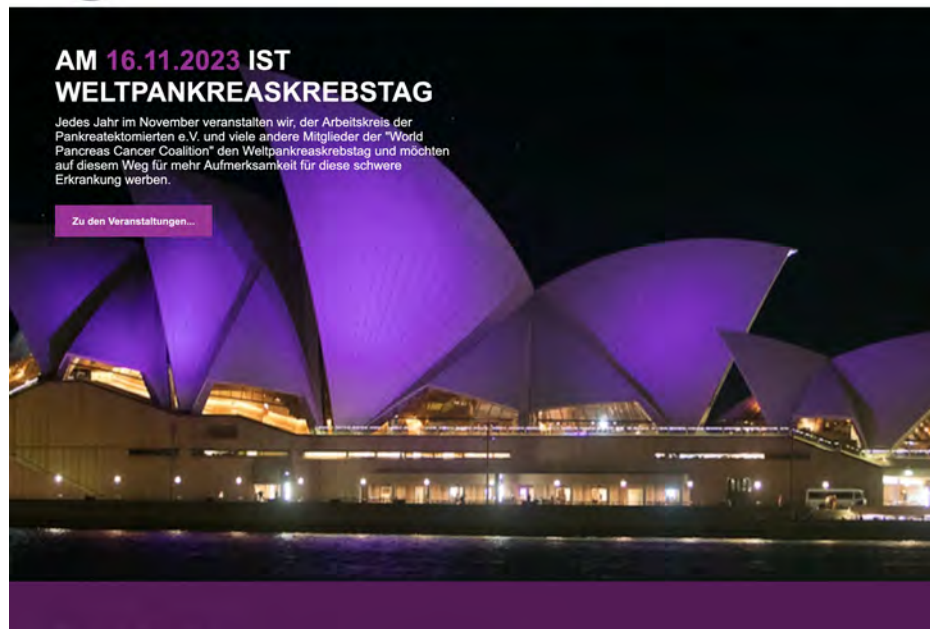 AM 16.11.2023 IST
WELTPANKREASKREBSTAG
Jedes Jahr im November veranstalten wir, der Arbeitskreis der
Pankreatektomierten e.V. und viele andere Mitglieder der "World
Pancreas Cancer Coalition" den Weltpankreaskrebstag und möchten
auf diesem Weg für mehr Aufmerksamkeit für diese schwere
Erkrankung werben.
Zu den Veranstaltungen...